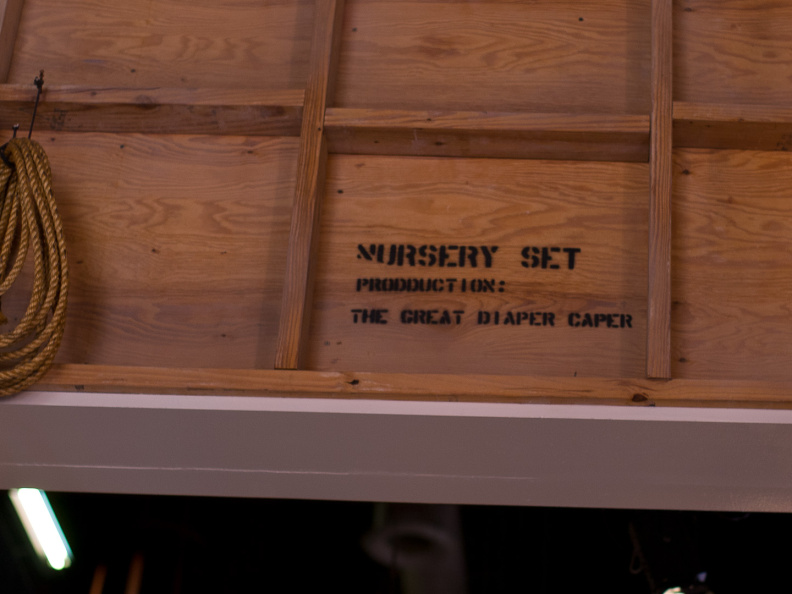 NURSERY SET
PRODDUCTION:
THE GREAT DIAPER CAPER